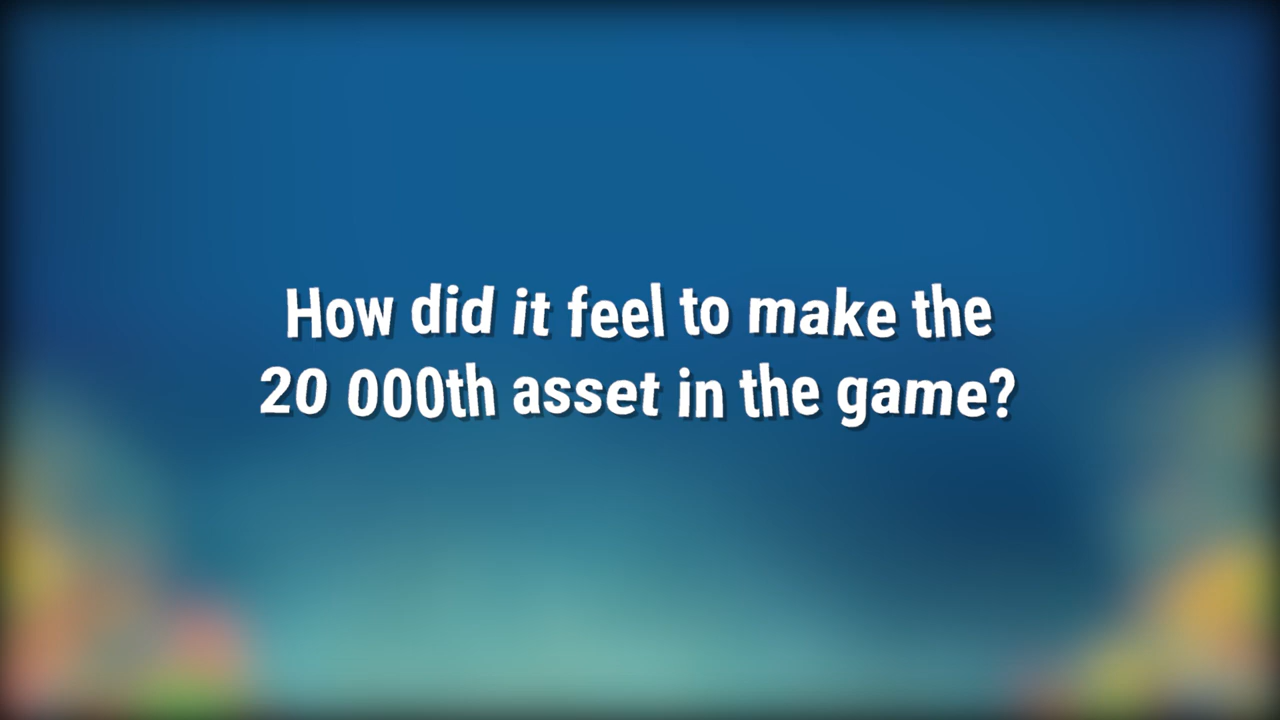 How did it feel to make the
20 000th asset in the game?